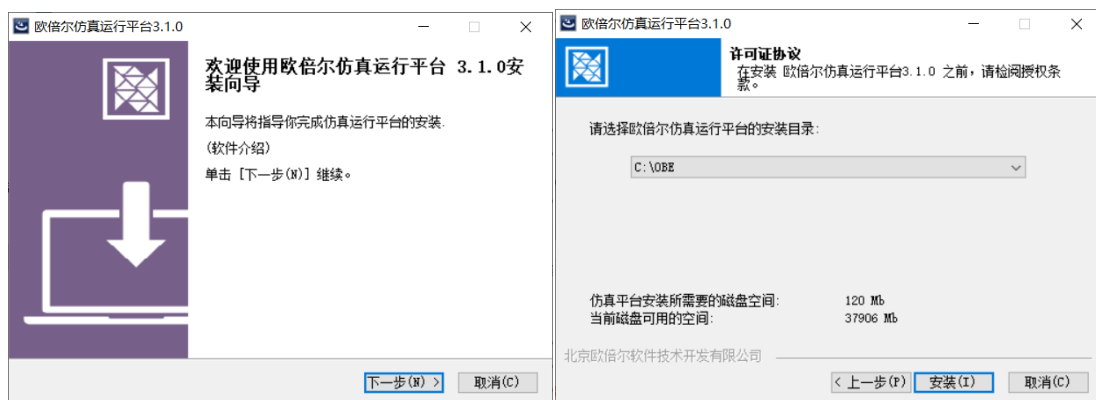 欧倍尔仿真运行平台3.1.0
欢迎使用欧倍尔仿真运行平台 3.1.0安
装向导
本向导将指导你完成仿真运行平台的安装.
(软件介绍)
单击 [下一步(N)] 继续。
下一步(N) >
取消(C)
欧倍尔仿真运行平台3.1.0
许可证协议
在安装 欧倍尔仿真运行平台3.1.0 之前，请检阅授权条
款。
请选择欧倍尔仿真运行平台的安装目录:
C:\OBE
仿真平台安装所需要的磁盘空间: 120 Mb
当前磁盘可用的空间: 37906 Mb
北京欧倍尔软件技术开发有限公司
< 上一步(P)
安装(I)
取消(C)